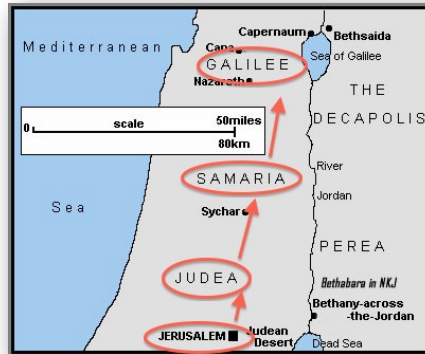 Mediterranean
Capernaum
Bethsaida
Cana
Sea of Galilee
GALILEE
Nazareth
THE
DECAPOLIS
0 scale 50miles
80km
SAMARIA
River
Jordan
Sea
Sychar
PEREA
JUDEA
Bethabara in NKJ
Bethany-across
-the-Jordan
JERUSALEM
Judean
Desert
Dead Sea